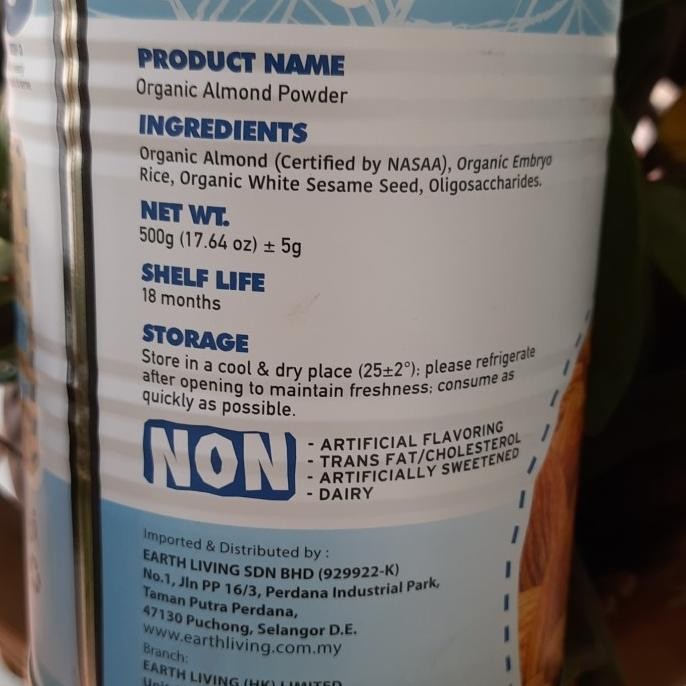 PRODUCT NAME
Organic Almond Powder
INGREDIENTS
Organic Almond (Certified by NASAA), Organic Embryo
Rice, Organic White Sesame Seed, Oligosaccharides.
NET WT.
500g (17.64 oz) ± 5g
SHELF LIFE
18 months
STORAGE
Store in a cool & dry place (25±2°); please refrigerate
after opening to maintain freshness; consume as
quickly as possible.
NON
- ARTIFICIAL FLAVORING
- TRANS FAT/CHOLESTEROL
- ARTIFICIALLY SWEETENED
- DAIRY
Imported & Distributed by :
EARTH LIVING SDN BHD (929922-K)
No.1, Jln PP 16/3, Perdana Industrial Park,
Taman Putra Perdana,
47130 Puchong, Selangor D.E.
www.earthliving.com.my
Branch:
EARTH LIVING (HK) LIMITED